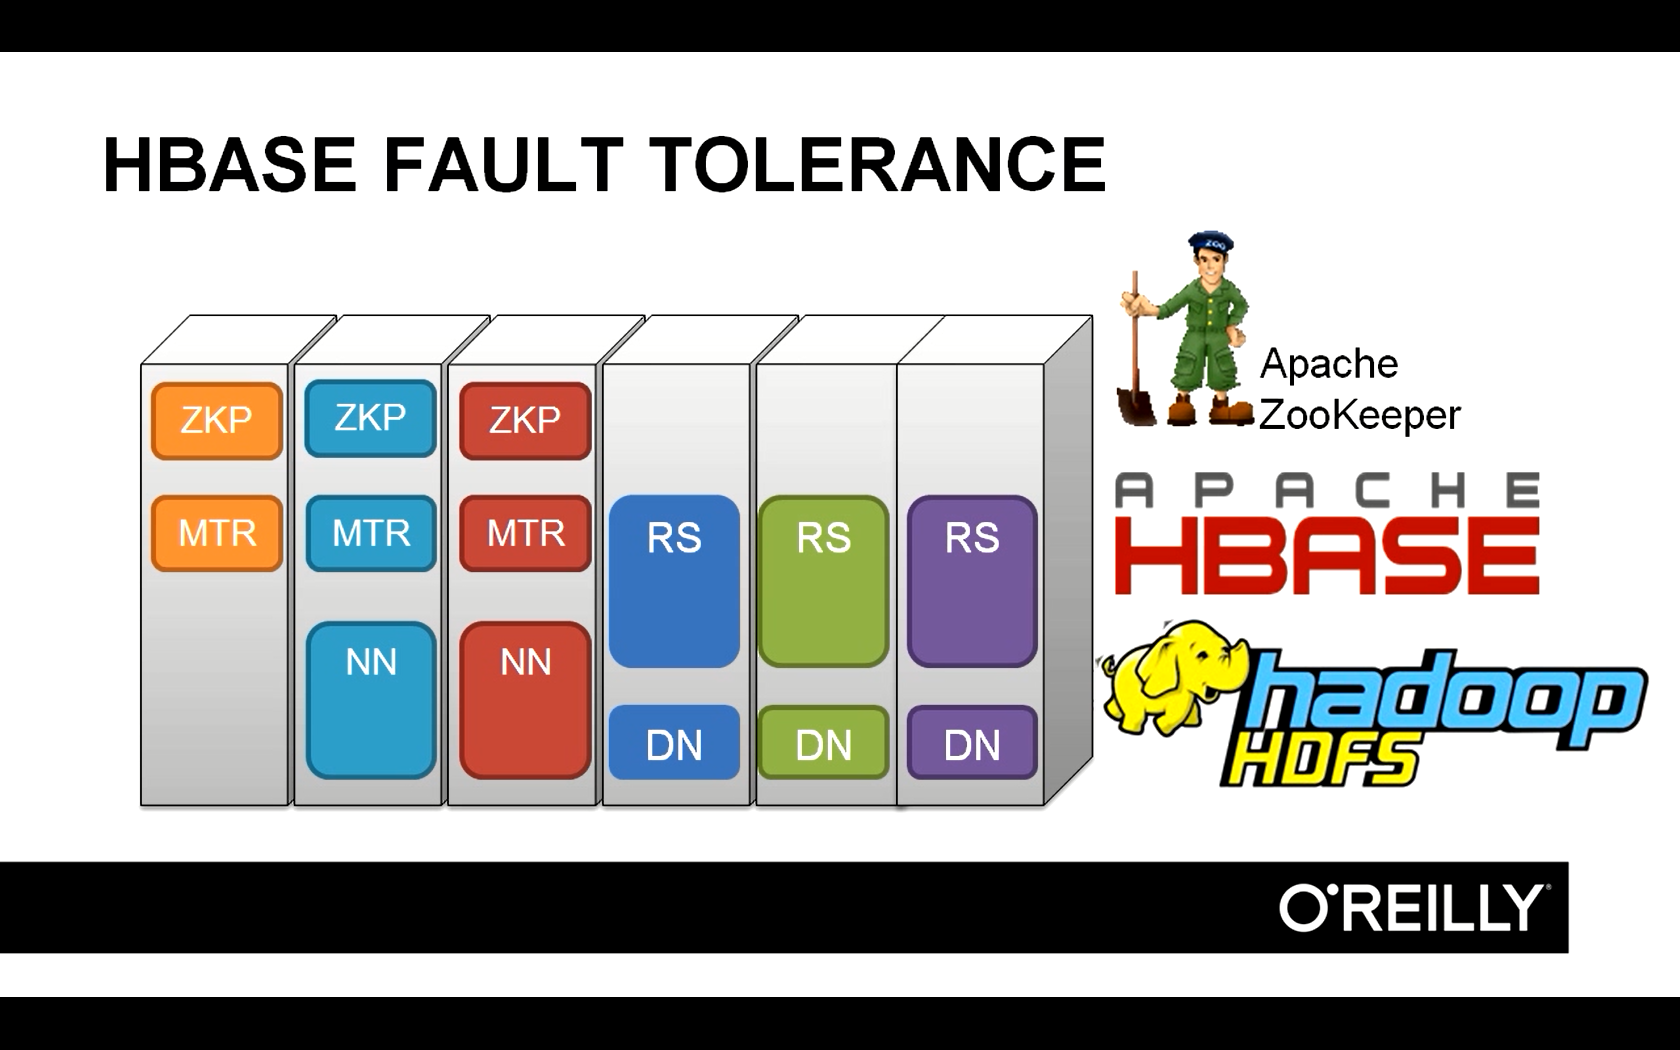 HBASE FAULT TOLERANCE
ZOO
Apache
ZooKeeper
ZKP ZKP ZKP
APACHE
HBASE
MTR MTR MTR RS RS RS
NN NN
hadoop
HDFS
DN DN DN
O'REILLY®